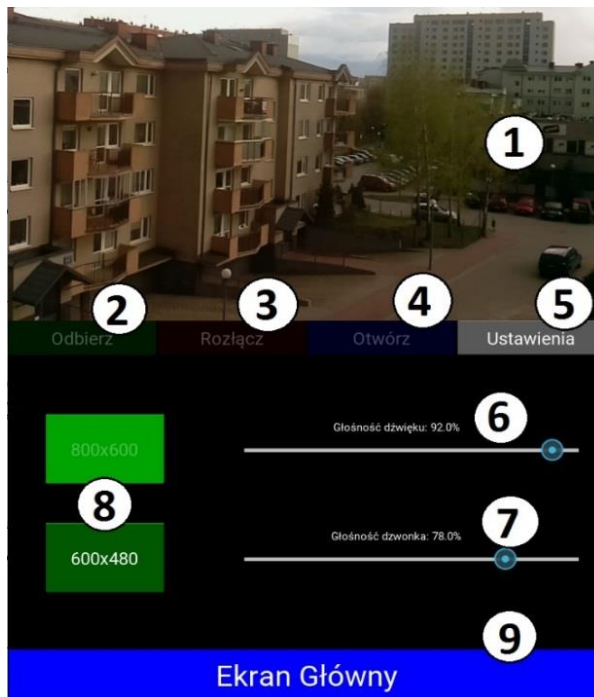 1
2 3 4 5
Odbierz Rozłącz Otwórz Ustawienia
6
Głośność dźwięku: 92.0%
800x600
8
7
Głośność dzwonka: 78.0%
600x480
9
Ekran Główny